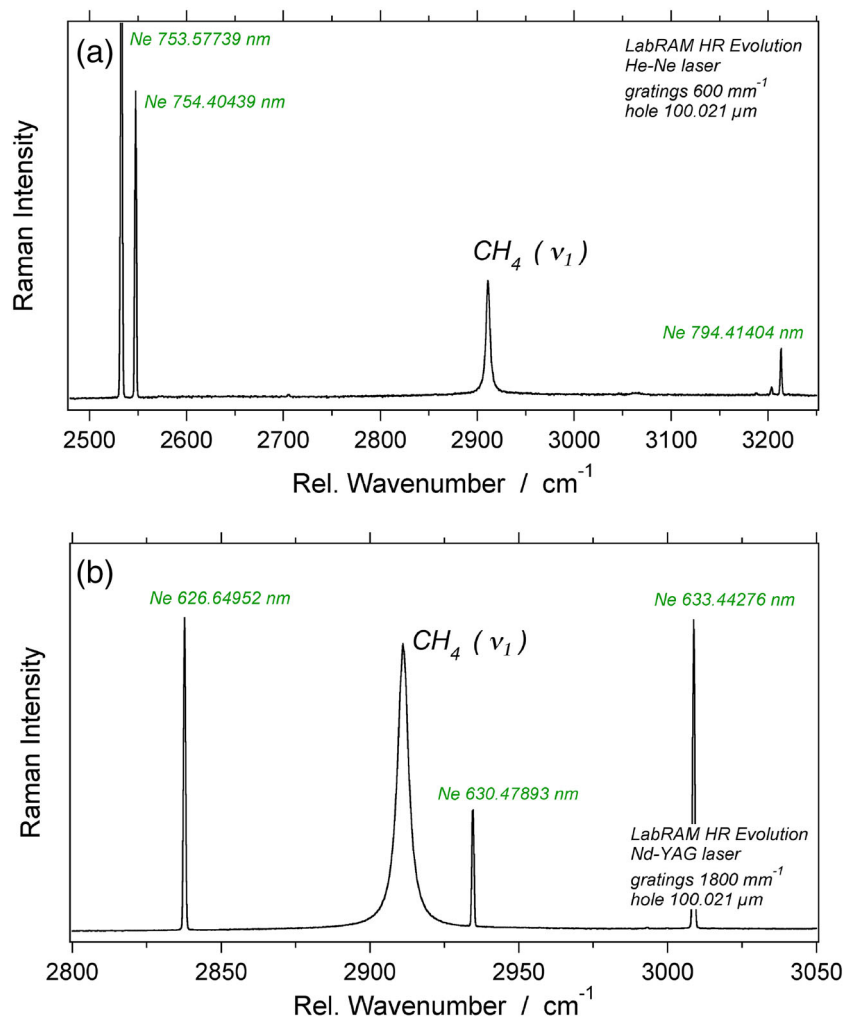 (a)
Ne 753.57739 nm
LabRAM HR Evolution
He-Ne laser
gratings 600 mm⁻¹
hole 100.021 µm
Ne 754.40439 nm
Raman Intensity
CH₄ (ν₁)
Ne 794.41404 nm
2500 2600 2700 2800 2900 3000 3100 3200
Rel. Wavenumber / cm⁻¹
(b)
Ne 626.64952 nm
Ne 633.44276 nm
CH₄ (ν₁)
Raman Intensity
Ne 630.47893 nm
LabRAM HR Evolution
Nd-YAG laser
gratings 1800 mm⁻¹
hole 100.021 µm
2800 2850 2900 2950 3000 3050
Rel. Wavenumber / cm⁻¹